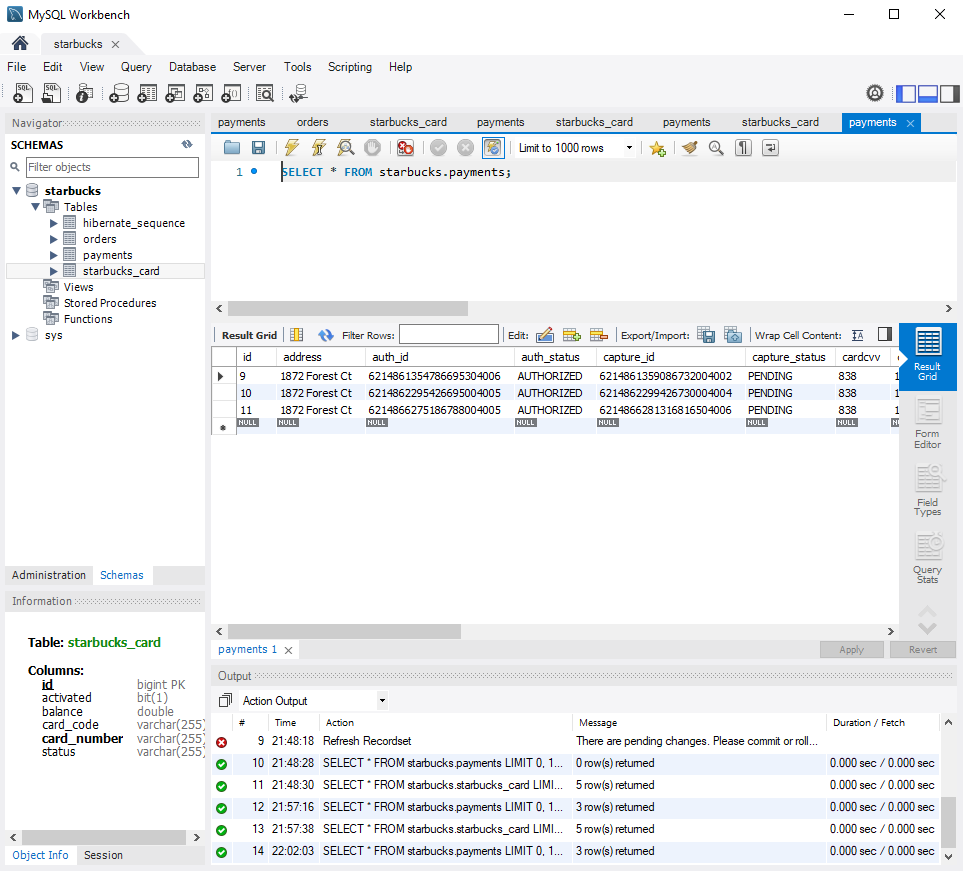 MySQL Workbench
starbucks
File Edit View Query Database Server Tools Scripting Help
Navigator
SCHEMAS
Filter objects
starbucks
Tables
hibernate_sequence
orders
payments
starbucks_card
Views
Stored Procedures
Functions
sys
Administration Schemas
Information
Table: starbucks_card
Columns:
id bigint PK
activated bit(1)
balance double
card_code varchar(255)
card_number varchar(255)
status varchar(255)
Object Info Session
payments orders starbucks_card payments starbucks_card payments starbucks_card payments
Limit to 1000 rows
1 SELECT * FROM starbucks.payments;
Result Grid Filter Rows: Edit: Export/Import: Wrap Cell Content:
id address auth_id auth_status capture_id capture_status cardcvv
9 1872 Forest Ct 6214861354786695304006 AUTHORIZED 6214861359086732004002 PENDING 838
10 1872 Forest Ct 6214862295426695004005 AUTHORIZED 6214862299426730004004 PENDING 838
11 1872 Forest Ct 6214866275186788004005 AUTHORIZED 6214866281316816504006 PENDING 838
NULL NULL NULL NULL NULL NULL NULL
Result
Grid
Form
Editor
Field
Types
Query
Stats
payments 1
Apply Revert
Output
Action Output
# Time Action Message Duration / Fetch
9 21:48:18 Refresh Recordset There are pending changes. Please commit or roll...
10 21:48:28 SELECT * FROM starbucks.payments LIMIT 0, 1... 0 row(s) returned 0.000 sec / 0.000 sec
11 21:48:30 SELECT * FROM starbucks.starbucks_card LIMI... 5 row(s) returned 0.000 sec / 0.000 sec
12 21:57:16 SELECT * FROM starbucks.payments LIMIT 0, 1... 3 row(s) returned 0.000 sec / 0.000 sec
13 21:57:38 SELECT * FROM starbucks.starbucks_card LIMI... 5 row(s) returned 0.000 sec / 0.000 sec
14 22:02:03 SELECT * FROM starbucks.payments LIMIT 0, 1... 3 row(s) returned 0.000 sec / 0.000 sec